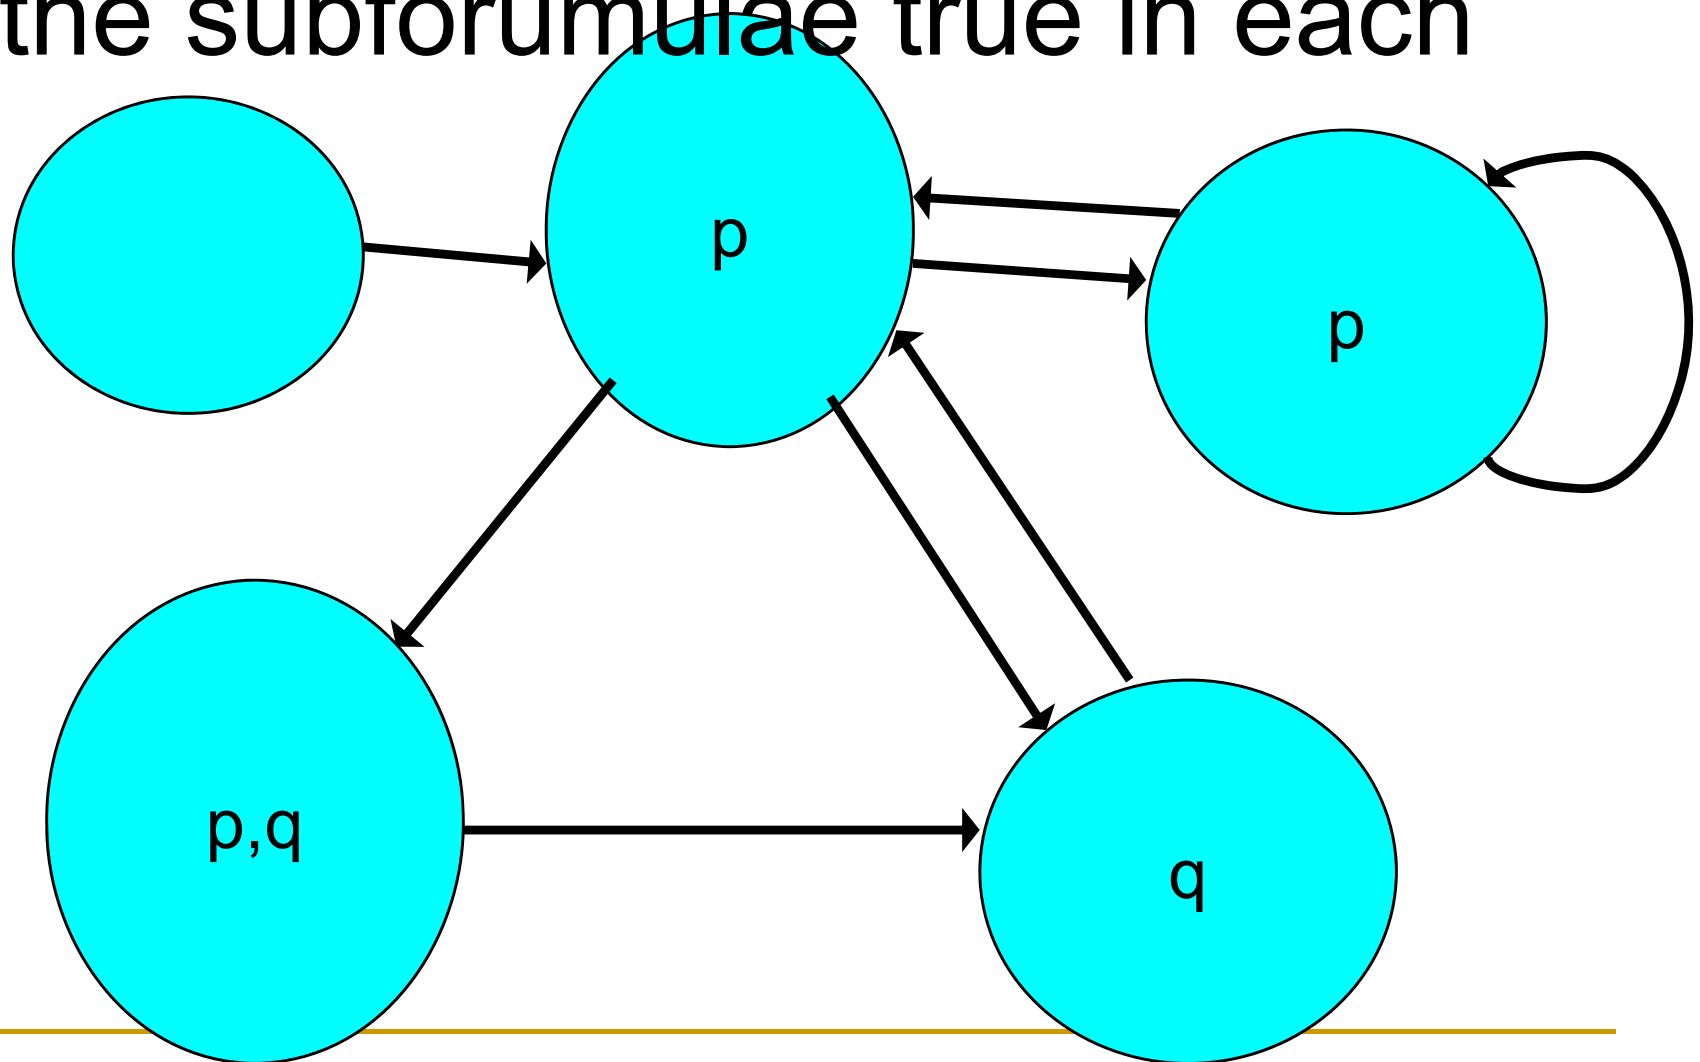 the subforumulae true in each
p
p
p,q
q